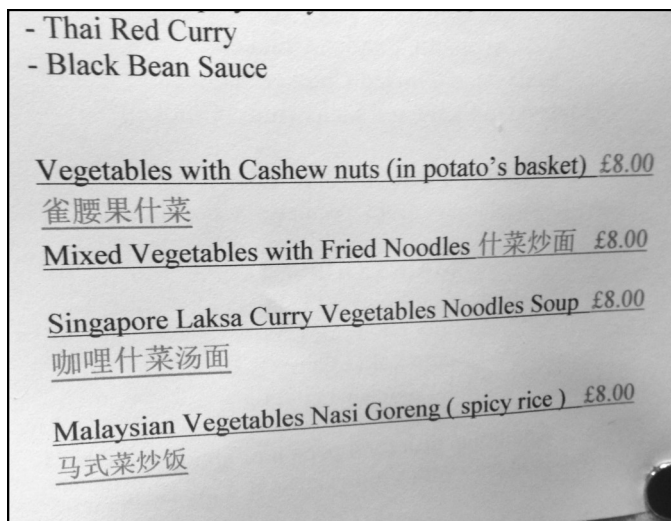 - Thai Red Curry
- Black Bean Sauce
Vegetables with Cashew nuts (in potato's basket) £8.00
雀腰果什菜
Mixed Vegetables with Fried Noodles 什菜炒面 £8.00
Singapore Laksa Curry Vegetables Noodles Soup £8.00
咖哩什菜汤面
Malaysian Vegetables Nasi Goreng ( spicy rice ) £8.00
马式菜炒饭